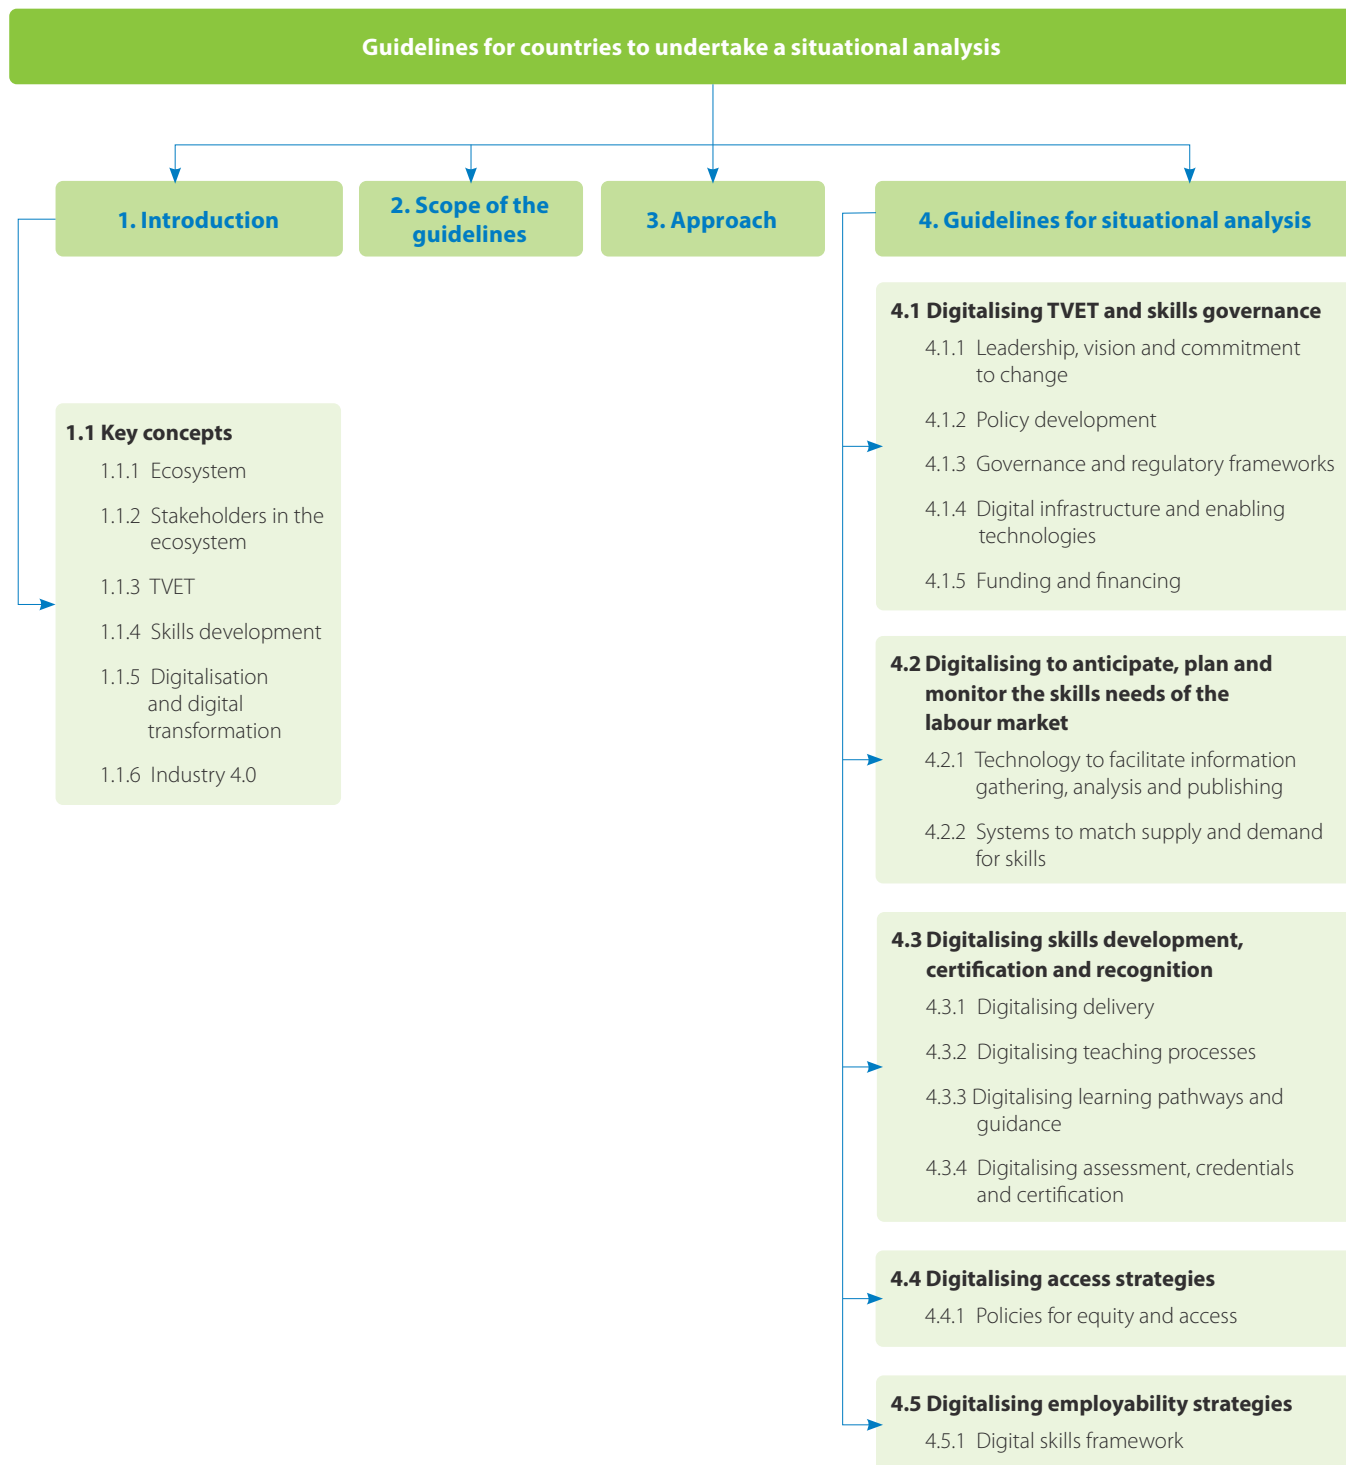 Guidelines for countries to undertake a situational analysis
1. Introduction
2. Scope of the
guidelines
3. Approach
4. Guidelines for situational analysis
1.1 Key concepts
1.1.1 Ecosystem
1.1.2 Stakeholders in the
ecosystem
1.1.3 TVET
1.1.4 Skills development
1.1.5 Digitalisation
and digital
transformation
1.1.6 Industry 4.0
4.1 Digitalising TVET and skills governance
4.1.1 Leadership, vision and commitment
to change
4.1.2 Policy development
4.1.3 Governance and regulatory frameworks
4.1.4 Digital infrastructure and enabling
technologies
4.1.5 Funding and financing
4.2 Digitalising to anticipate, plan and
monitor the skills needs of the
labour market
4.2.1 Technology to facilitate information
gathering, analysis and publishing
4.2.2 Systems to match supply and demand
for skills
4.3 Digitalising skills development,
certification and recognition
4.3.1 Digitalising delivery
4.3.2 Digitalising teaching processes
4.3.3 Digitalising learning pathways and
guidance
4.3.4 Digitalising assessment, credentials
and certification
4.4 Digitalising access strategies
4.4.1 Policies for equity and access
4.5 Digitalising employability strategies
4.5.1 Digital skills framework